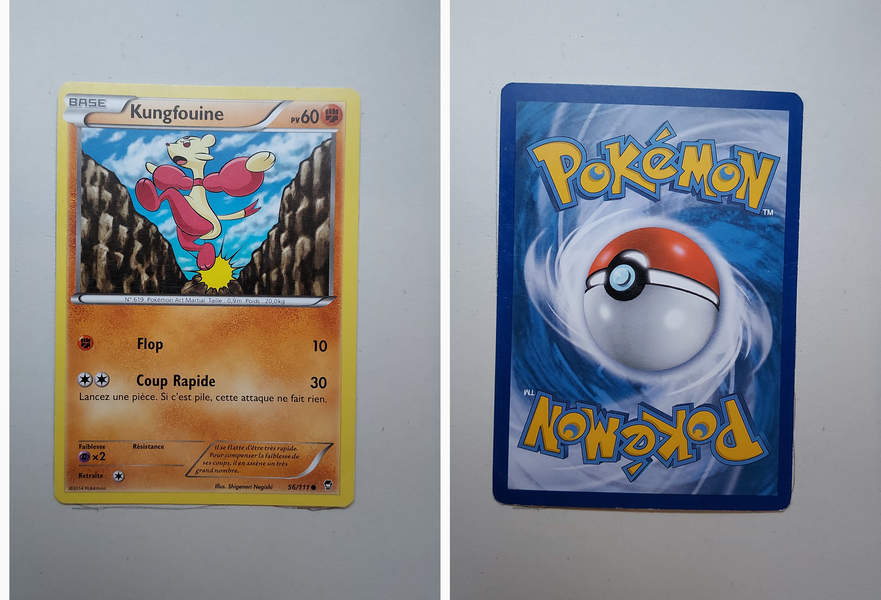 BASE
Kungfouine
PV60
N° 619 Pokémon Art Martial Taille : 0,9m Poids : 20,0kg
Flop 10
Coup Rapide 30
Lancez une pièce. Si c'est pile, cette attaque ne fait rien.
Faiblesse
×2
Résistance
Retraite
Il se flatte d'être très rapide.
Pour compenser la faiblesse de
ses coups, il en assène un très
grand nombre.
©2014 Pokémon
Illus. Shigenori Negishi
56/111
POKéMON
TM
TM
POKéMON